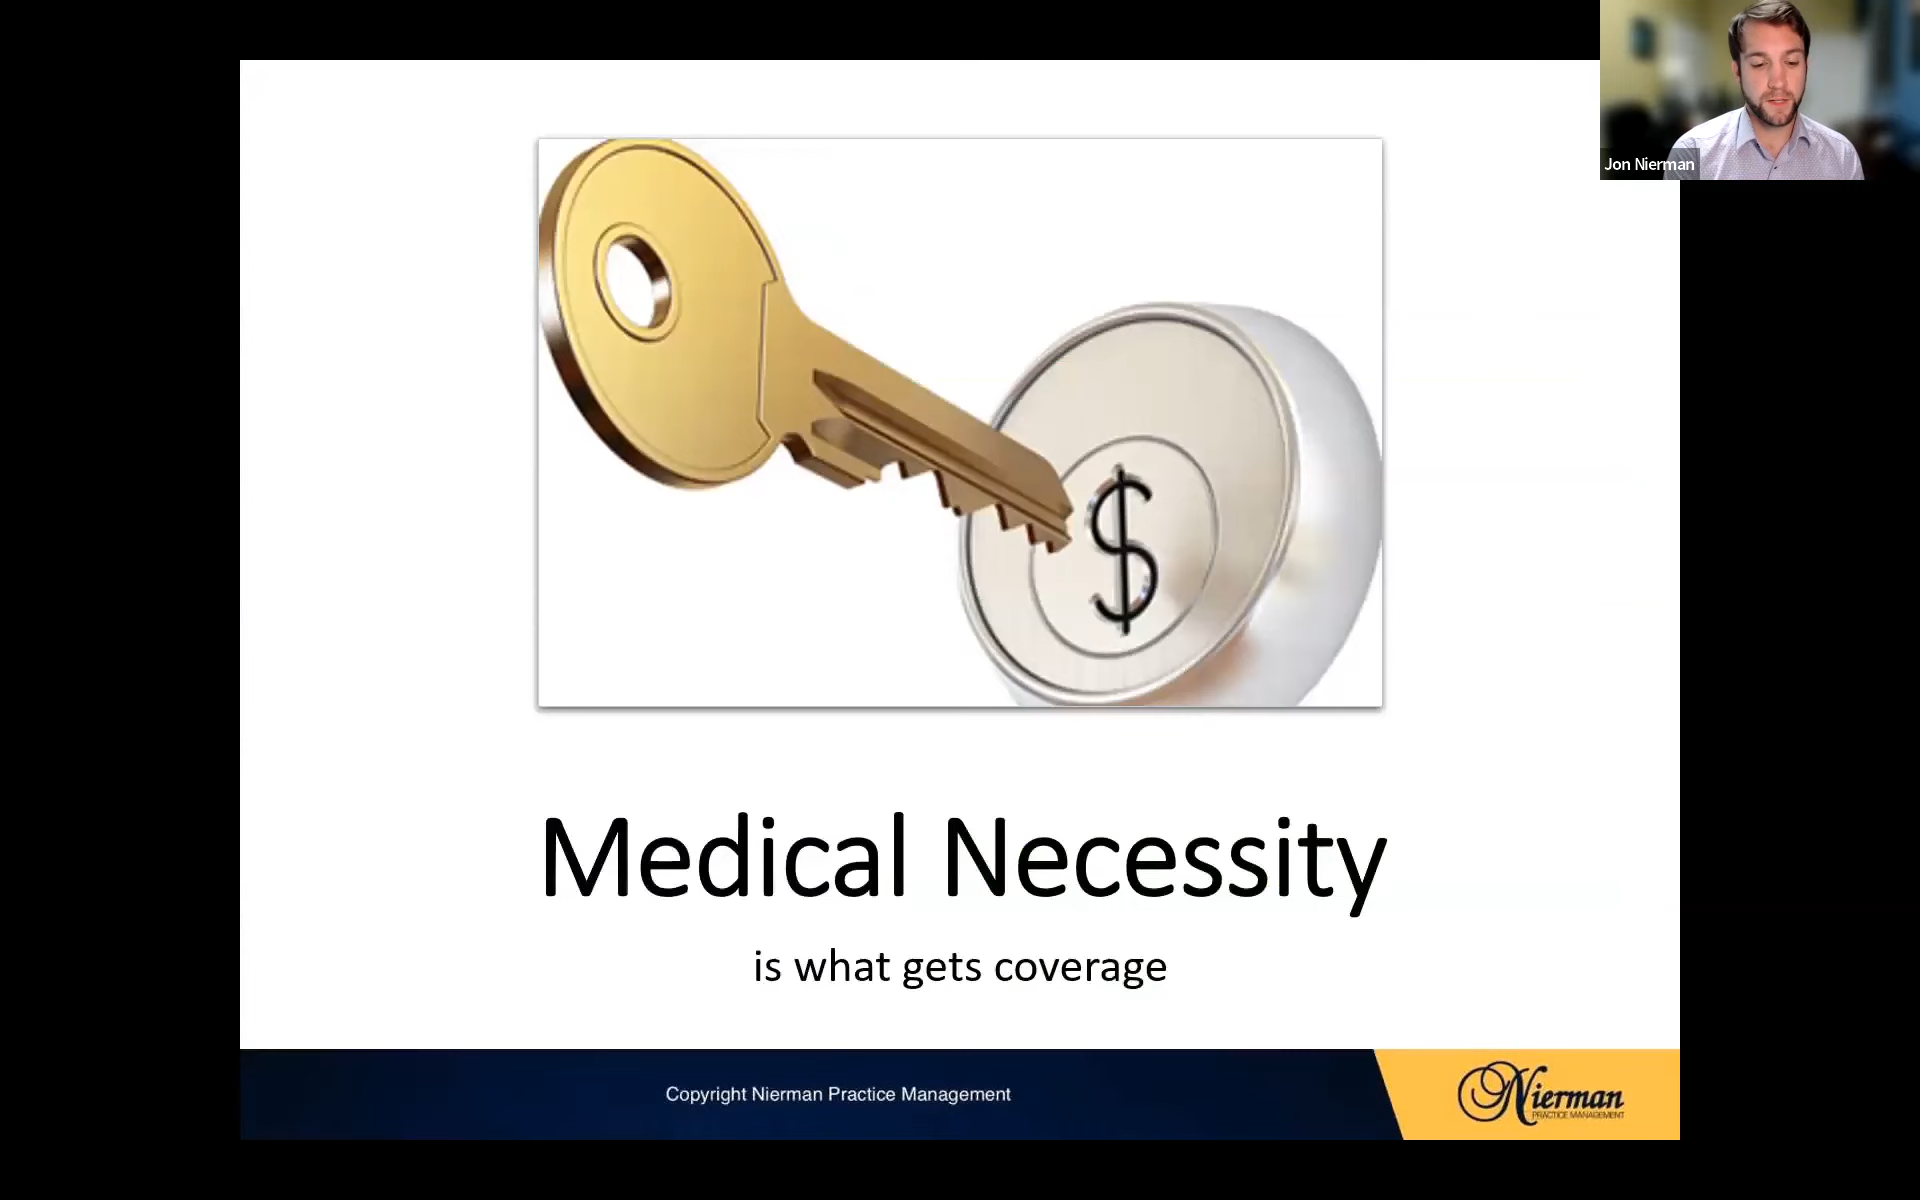 Jon Nierman
$
Medical Necessity
is what gets coverage
Copyright Nierman Practice Management
Nierman
PRACTICE MANAGEMENT